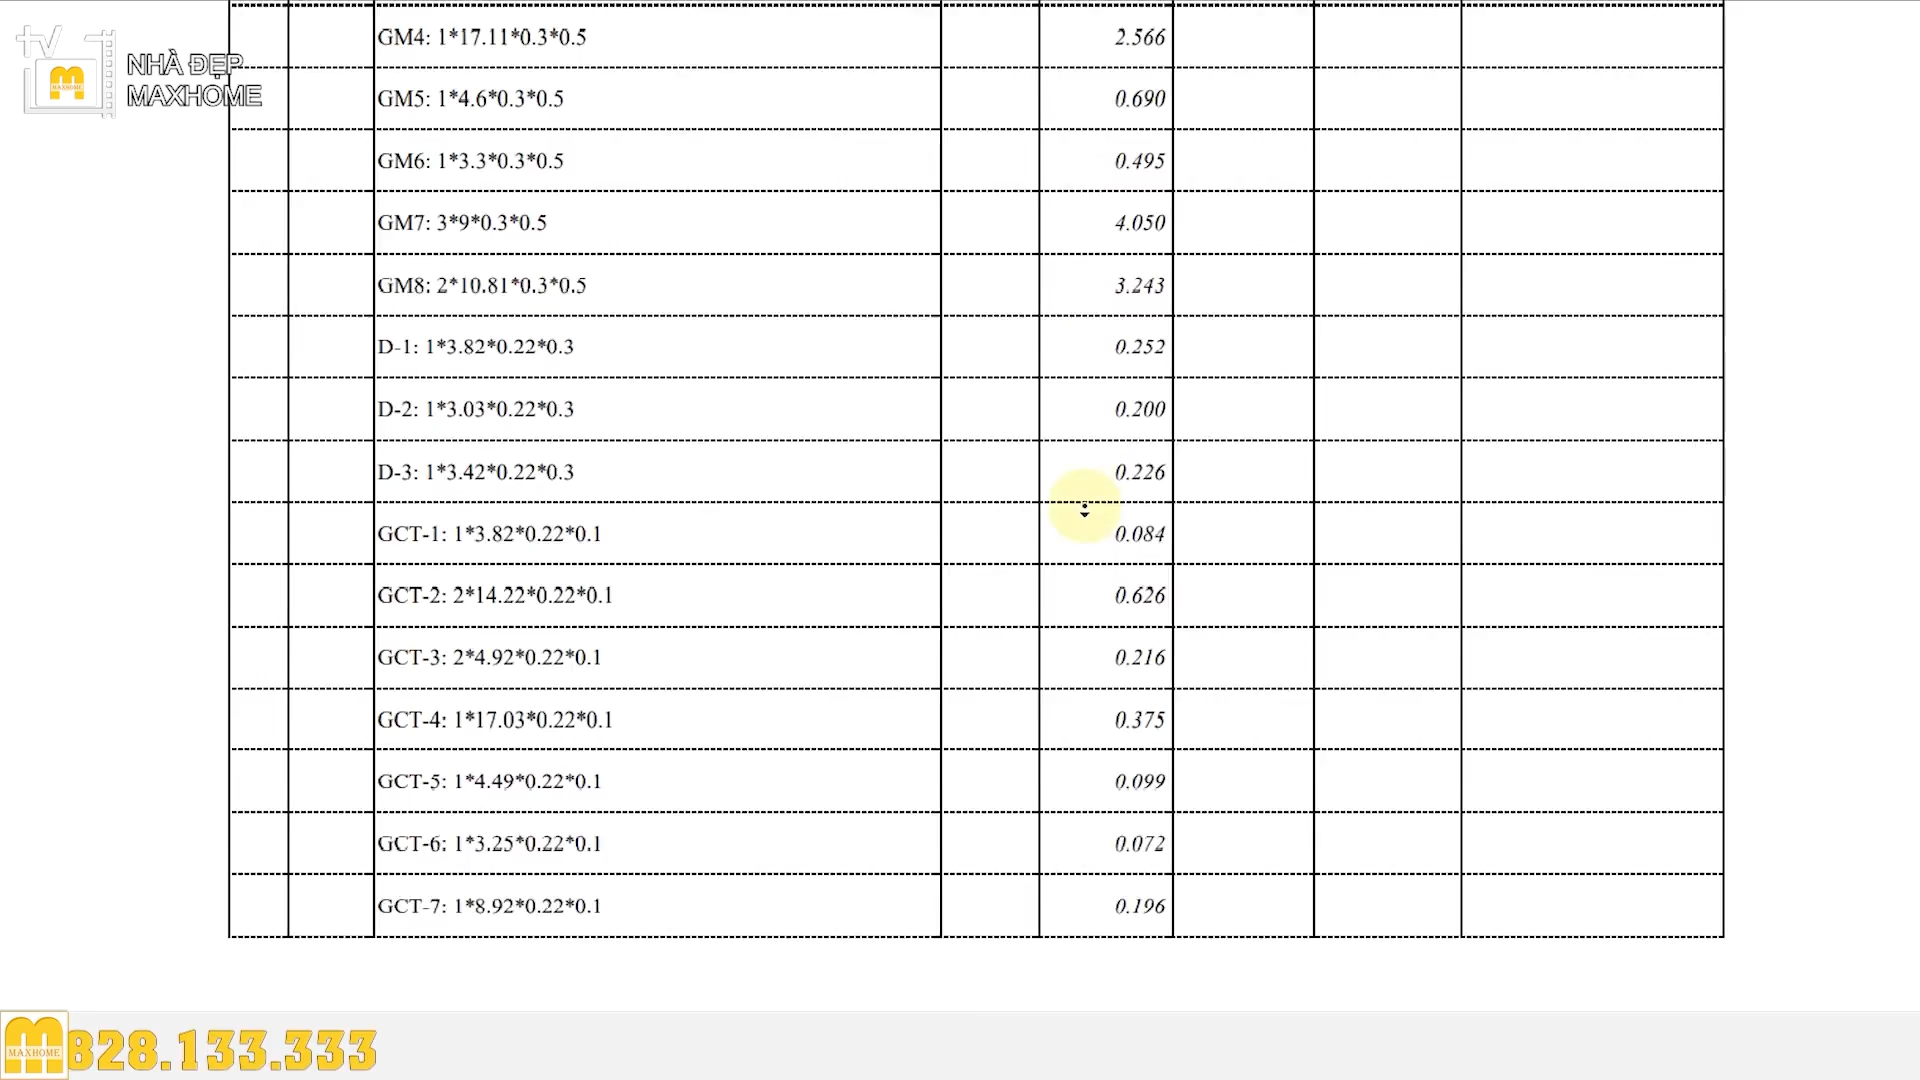 NHÀ ĐẸP
MAXHOME
GM4: 1*17.11*0.3*0.5 2.566
GM5: 1*4.6*0.3*0.5 0.690
GM6: 1*3.3*0.3*0.5 0.495
GM7: 3*9*0.3*0.5 4.050
GM8: 2*10.81*0.3*0.5 3.243
D-1: 1*3.82*0.22*0.3 0.252
D-2: 1*3.03*0.22*0.3 0.200
D-3: 1*3.42*0.22*0.3 0.226
GCT-1: 1*3.82*0.22*0.1 0.084
GCT-2: 2*14.22*0.22*0.1 0.626
GCT-3: 2*4.92*0.22*0.1 0.216
GCT-4: 1*17.03*0.22*0.1 0.375
GCT-5: 1*4.49*0.22*0.1 0.099
GCT-6: 1*3.25*0.22*0.1 0.072
GCT-7: 1*8.92*0.22*0.1 0.196
MAXHOME 828.133.333